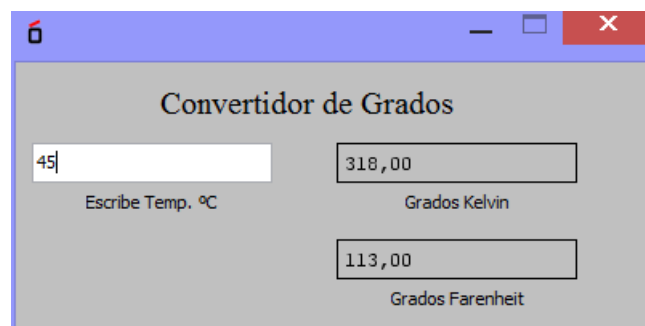 ó
Convertidor de Grados
45
318,00
Escribe Temp. ºC
Grados Kelvin
113,00
Grados Farenheit